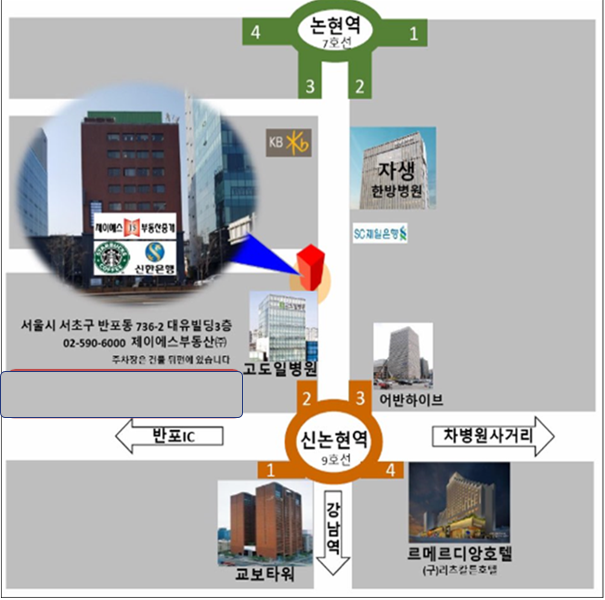 논현역
7호선
4
1
3
2
KB
자생
한방병원
제이에스 JS 부동산중개
STARBUCKS COFFEE
신한은행
SC제일은행
서울시 서초구 반포동 736-2 대유빌딩3층
02-590-6000 제이에스부동산㈜
주차장은 건물 뒤편에 있습니다
고도일병원
어반하이브
2
3
반포IC
신논현역
9호선
차병원사거리
1
4
강남역
교보타워
르메르디앙호텔
(구)리츠칼튼호텔